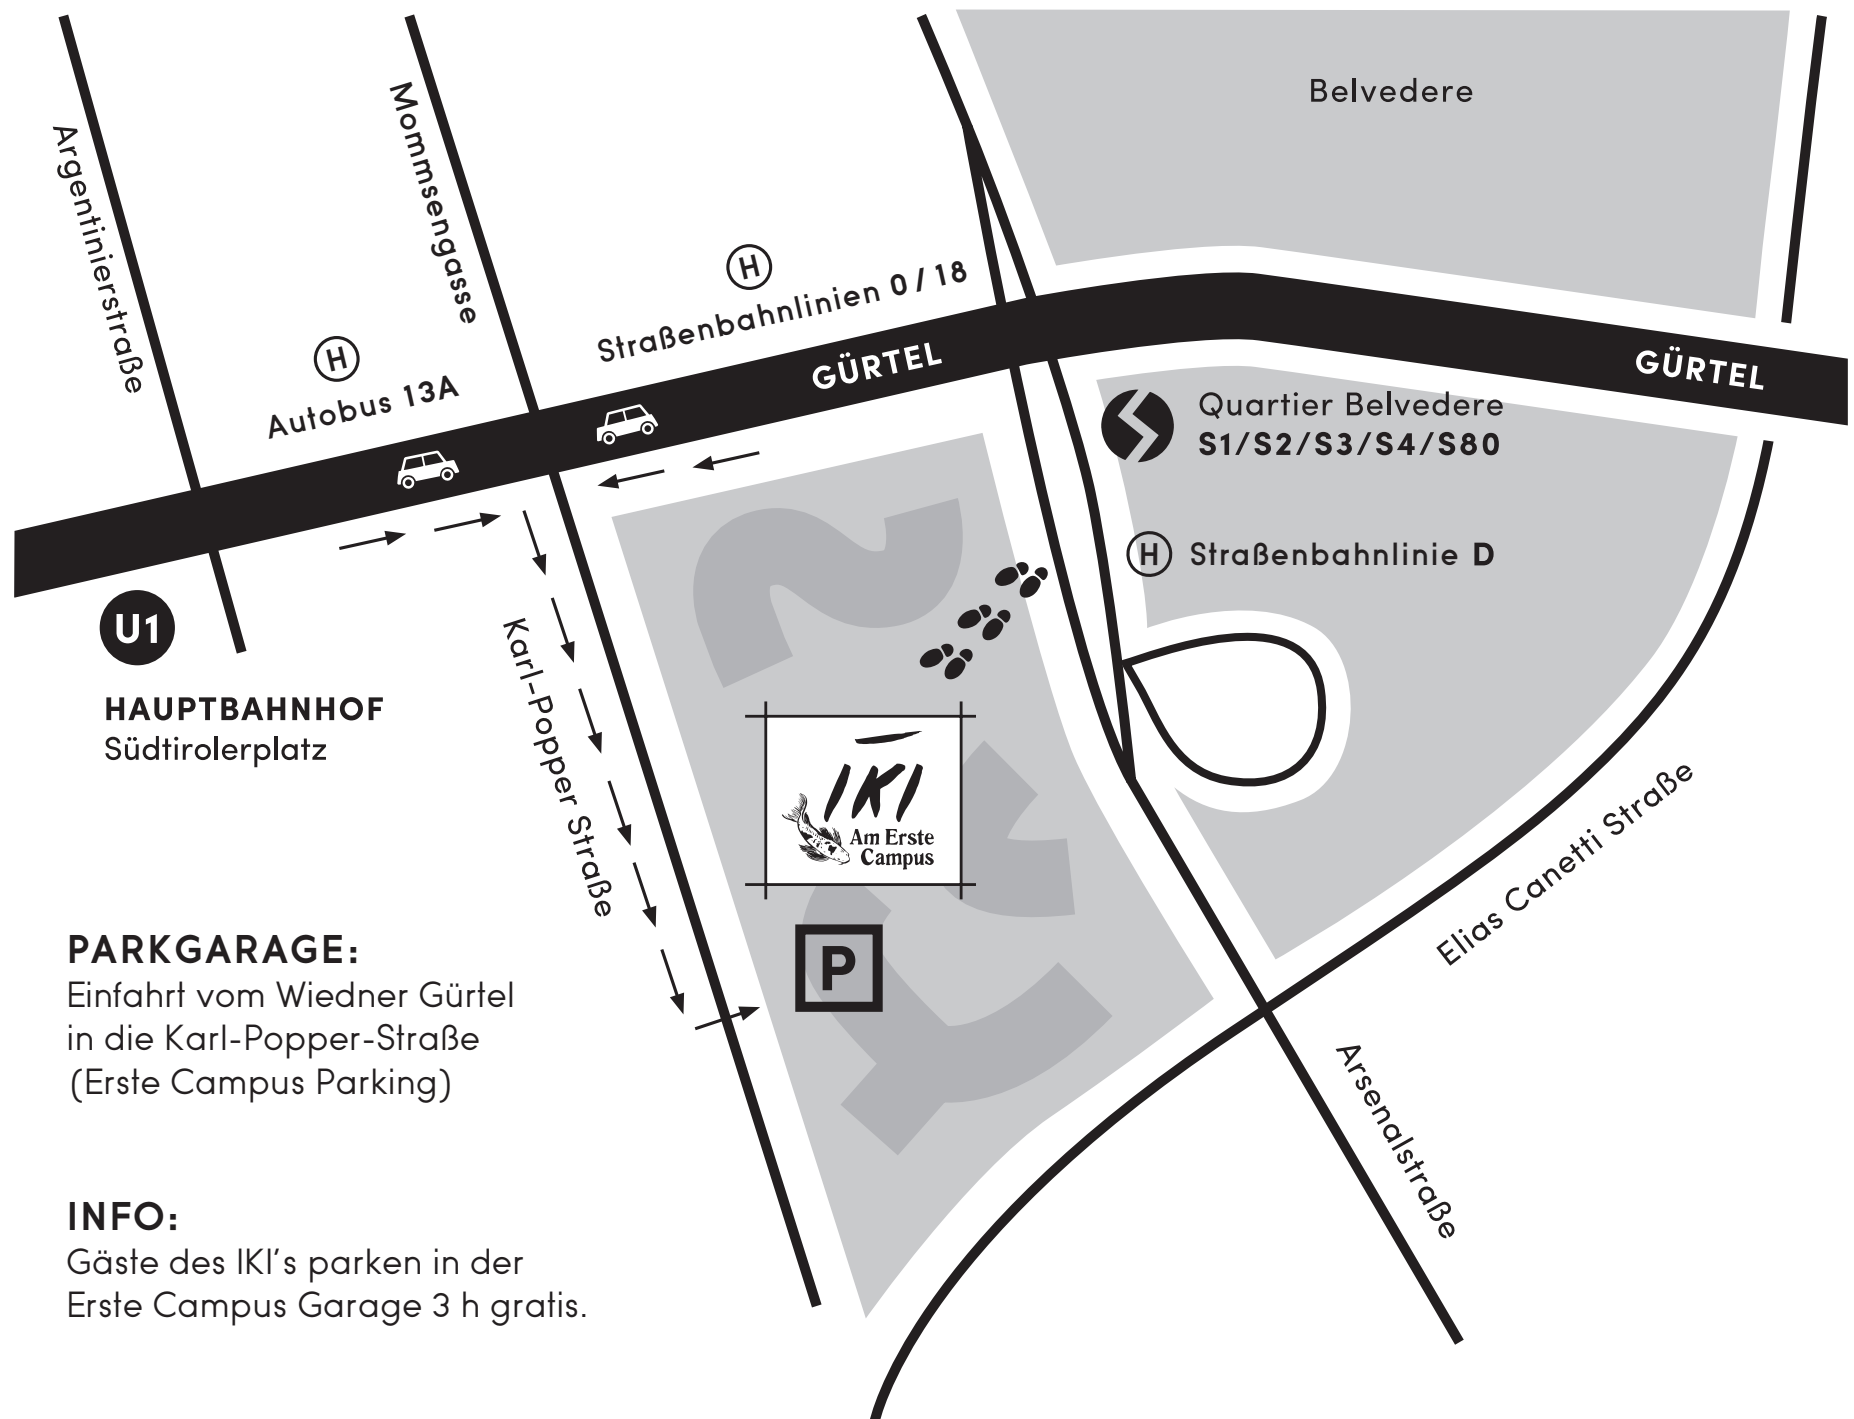 Belvedere
Argentinierstraße
Mommsengasse
H
Straßenbahnlinien 0 / 18
H
Autobus 13A
GÜRTEL
GÜRTEL
Quartier Belvedere
S1/S2/S3/S4/S80
H Straßenbahnlinie D
U1
HAUPTBAHNHOF
Südtirolerplatz
Karl-Popper Straße
IKI
Am Erste
Campus
P
Elias Canetti Straße
Arsenalstraße
PARKGARAGE:
Einfahrt vom Wiedner Gürtel
in die Karl-Popper-Straße
(Erste Campus Parking)
INFO:
Gäste des IKI's parken in der
Erste Campus Garage 3 h gratis.